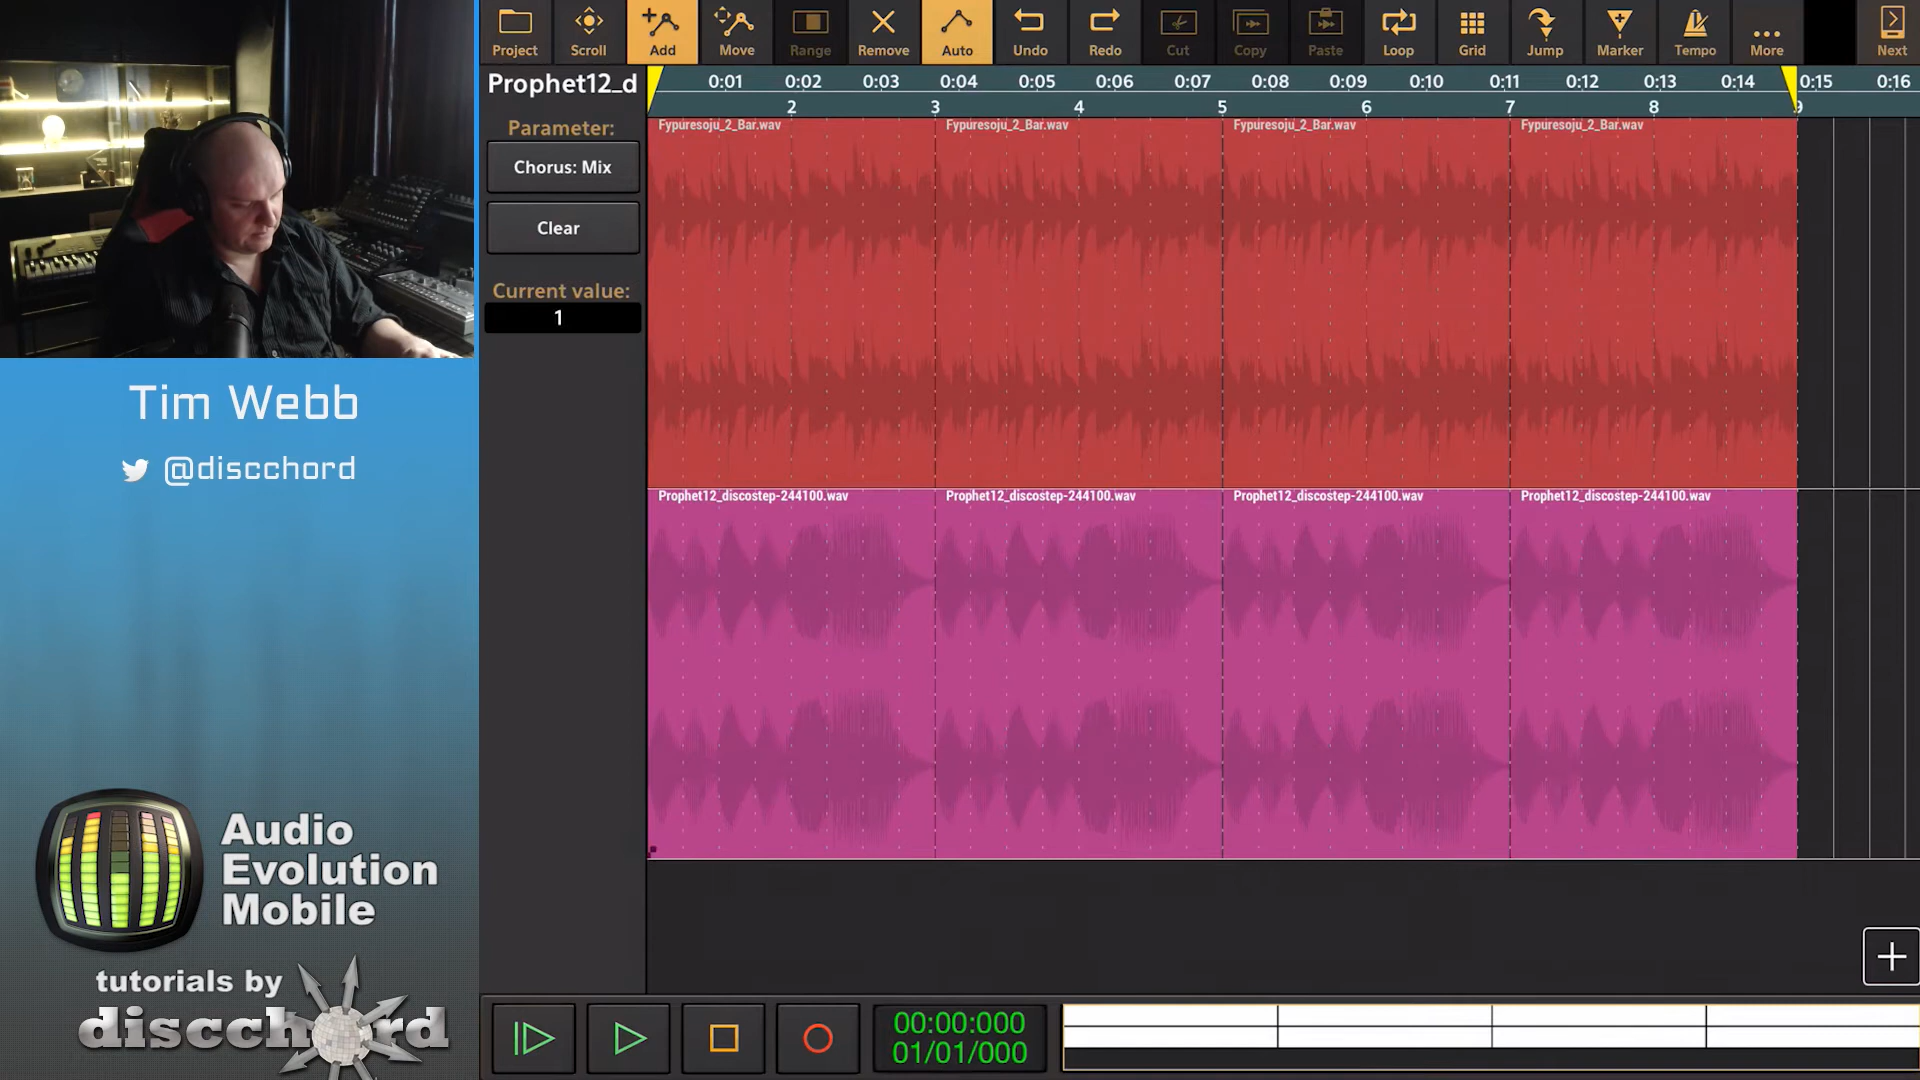 Project
Scroll
Add
Move
Range
Remove
Auto
Undo
Redo
Cut
Copy
Paste
Loop
Grid
Jump
Marker
Tempo
More
Next
Prophet12_d
0:01 0:02 0:03 0:04 0:05 0:06 0:07 0:08 0:09 0:10 0:11 0:12 0:13 0:14 0:15 0:16
2 3 4 5 6 7 8 9
Parameter:
Chorus: Mix
Clear
Current value:
1
Fypuresoju_2_Bar.wav
Fypuresoju_2_Bar.wav
Fypuresoju_2_Bar.wav
Fypuresoju_2_Bar.wav
Prophet12_discostep-244100.wav
Prophet12_discostep-244100.wav
Prophet12_discostep-244100.wav
Prophet12_discostep-244100.wav
Tim Webb
@discchord
Audio
Evolution
Mobile
tutorials by
discchord
00:00:000
01/01/000